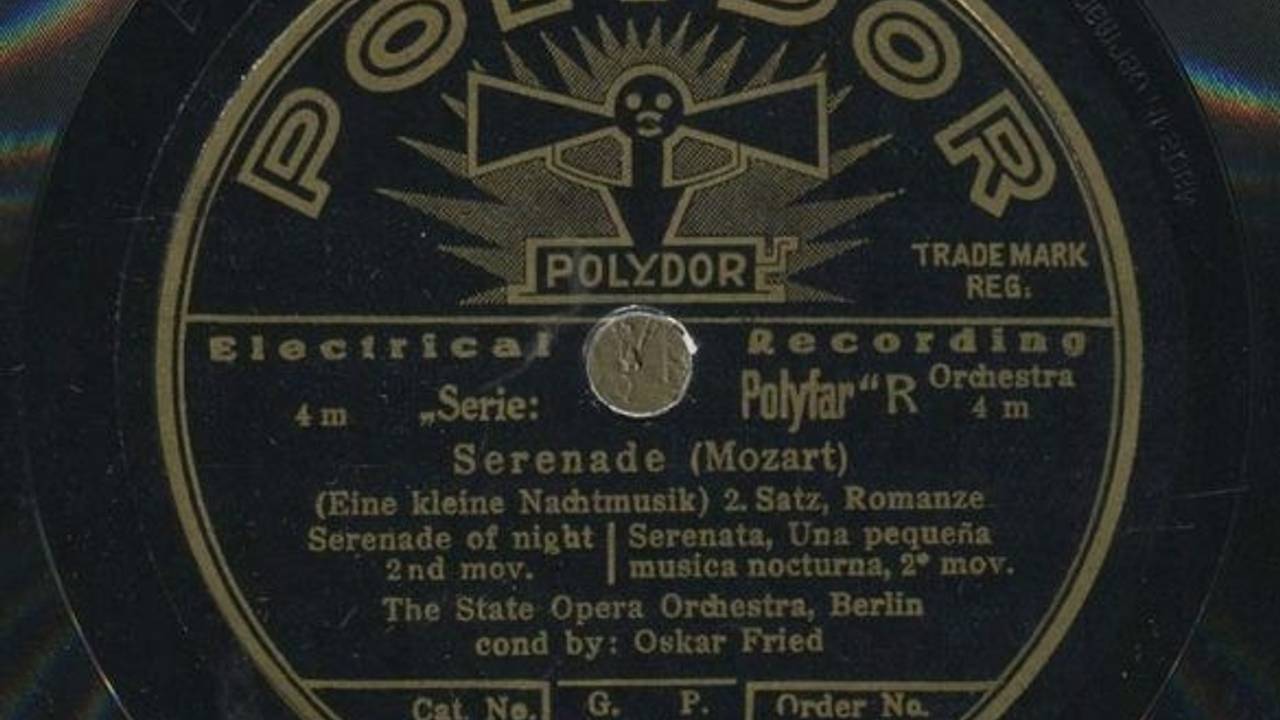 POLYDOR
POLYDOR
TRADE MARK
REG.
Electrical Recording
4 m „Serie: Polyfar“ R Orchestra
4 m
Serenade (Mozart)
(Eine kleine Nachtmusik) 2. Satz, Romanze
Serenade of night
2nd mov.
Serenata, Una pequeña
musica nocturna, 2º mov.
The State Opera Orchestra, Berlin
cond by: Oskar Fried
Cat. No. G. P. Order No.